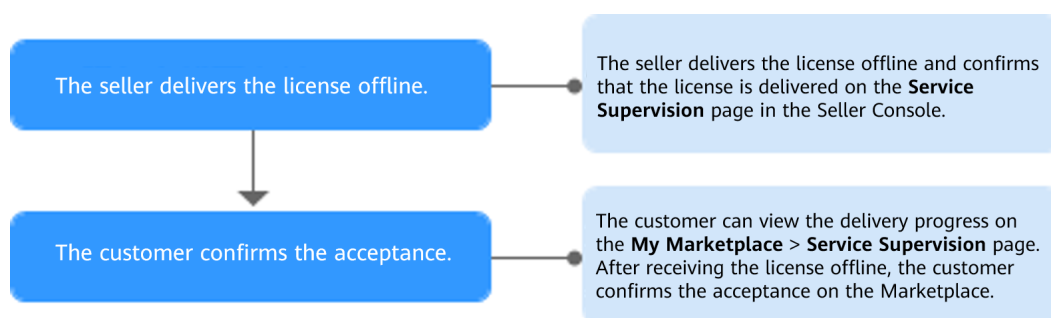 The seller delivers the license offline.
The seller delivers the license offline and confirms
that the license is delivered on the Service
Supervision page in the Seller Console.
The customer confirms the acceptance.
The customer can view the delivery progress on
the My Marketplace > Service Supervision page.
After receiving the license offline, the customer
confirms the acceptance on the Marketplace.